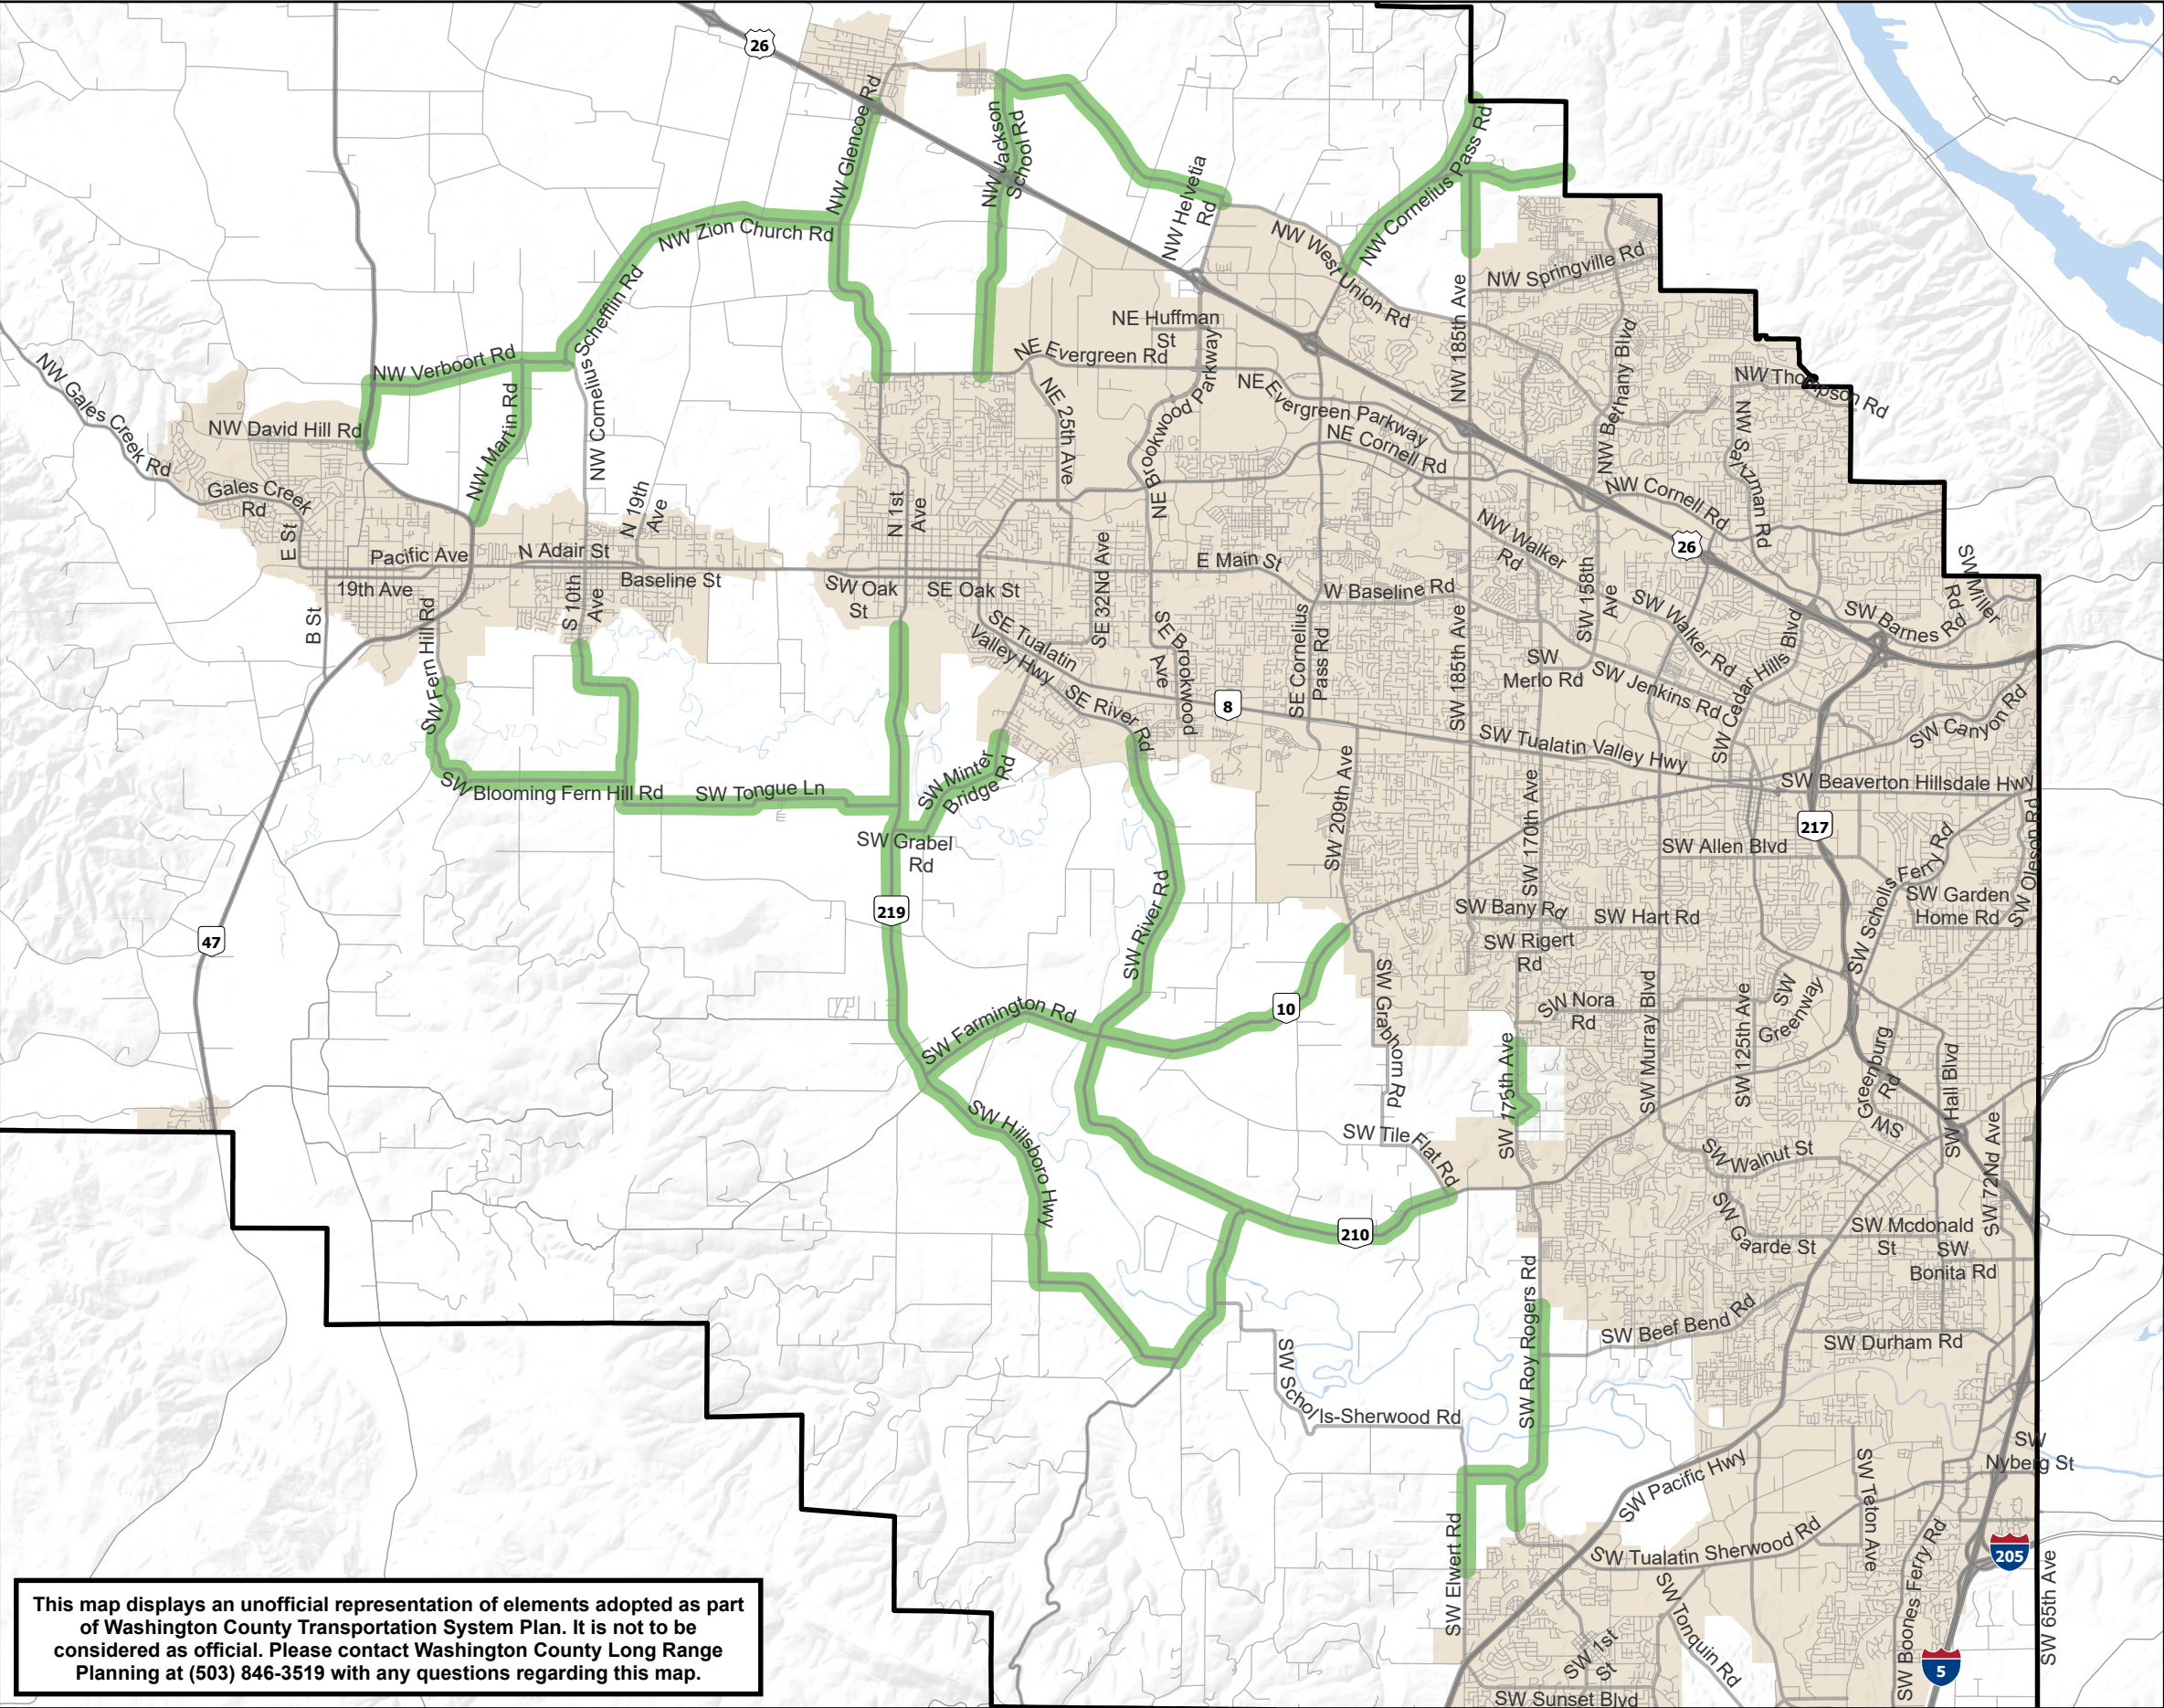 26
NW Glencoe Rd
NW Jackson
School Rd
NW Helvetia
Rd
NW Cornelius Pass Rd
NW Zion Church Rd
NW West Union Rd
NW Springville Rd
NW 185th Ave
NE Huffman
St
NE Evergreen Rd
NW Bethany Blvd
NW Thompson Rd
NW Verboort Rd
NW Cornelius Schefflin Rd
NW Martin Rd
NW Gales Creek Rd
NW David Hill Rd
NE 25th Ave
NE Brookwood Parkway
NE Evergreen Parkway
NE Cornell Rd
NW Saltzman Rd
NW Cornell Rd
Gales Creek
Rd
E St
N 19th
Ave
N 1st
Ave
NW Walker
Rd
26
Pacific Ave
N Adair St
Baseline St
19th Ave
B St
SW Oak
St
SE Oak St
SE 32Nd Ave
E Main St
W Baseline Rd
SW 158th
Ave
SW Walker Rd
SW Miller
Rd
SW Barnes Rd
S 10th
Ave
SW Fern Hill Rd
SE Tualatin
Valley Hwy
SE River Rd
SE Brookwood
Ave
SE Cornelius
Pass Rd
SW 185th Ave
SW
Merlo Rd
SW Jenkins Rd
SW Cedar Hills Blvd
SW Canyon Rd
8
SW Tualatin Valley Hwy
SW Beaverton Hillsdale Hwy
SW Blooming Fern Hill Rd
SW Tongue Ln
SW Minter
Bridge Rd
SW Grabel
Rd
SW 209th Ave
SW 170th Ave
217
SW Allen Blvd
SW Scholls Ferry Rd
SW Oleson Rd
SW Garden
Home Rd
219
47
SW River Rd
SW Bany Rd
SW Hart Rd
SW Rigert
Rd
10
SW Farmington Rd
SW Grabhorn Rd
SW Nora
Rd
SW Murray Blvd
SW 125th Ave
SW
Greenway
SW Greenburg
Rd
SW Hall Blvd
SW 72Nd Ave
SW 175th Ave
SW Hillsboro Hwy
SW Tile Flat Rd
SW Walnut St
SW Gaarde St
SW Mcdonald
St
SW
Bonita Rd
210
SW Roy Rogers Rd
SW Beef Bend Rd
SW Durham Rd
SW Scholls-Sherwood Rd
SW Pacific Hwy
SW
Nyberg St
SW Teton Ave
SW Elwert Rd
SW Tualatin Sherwood Rd
SW Boones Ferry Rd
205
SW 65th Ave
SW Tonquin Rd
SW 1st
St
5
SW Sunset Blvd
This map displays an unofficial representation of elements adopted as part
of Washington County Transportation System Plan. It is not to be
considered as official. Please contact Washington County Long Range
Planning at (503) 846-3519 with any questions regarding this map.